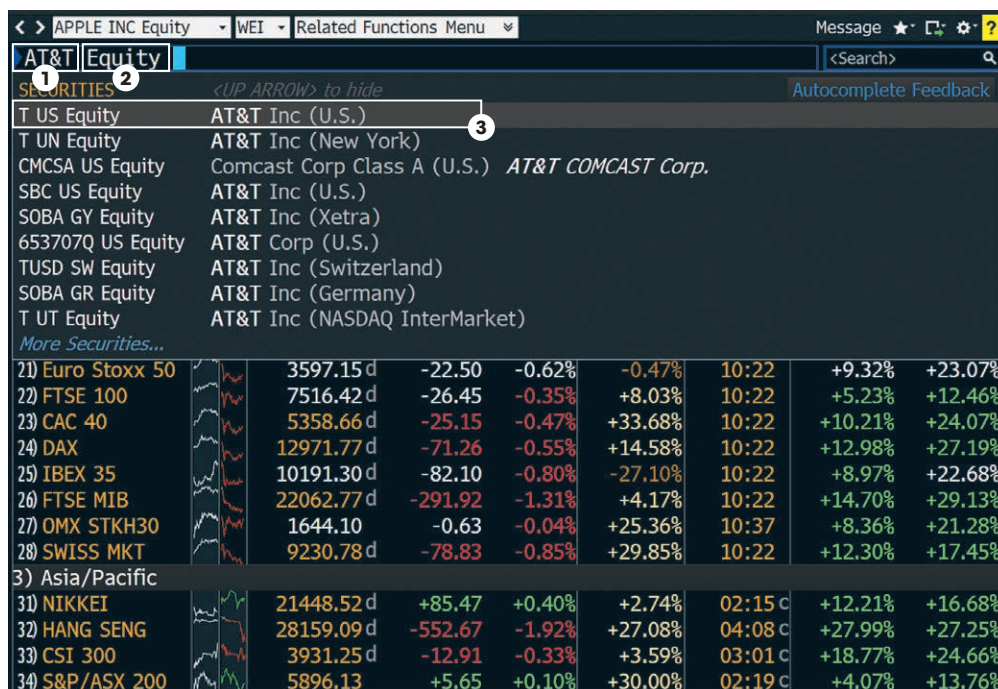 < > APPLE INC Equity WEI Related Functions Menu Message ?
AT&T Equity <Search>
1 2
SECURITIES <UP ARROW> to hide Autocomplete Feedback
T US Equity AT&T Inc (U.S.)
3
T UN Equity AT&T Inc (New York)
CMCSA US Equity Comcast Corp Class A (U.S.) AT&T COMCAST Corp.
SBC US Equity AT&T Inc (U.S.)
SOBA GY Equity AT&T Inc (Xetra)
653707Q US Equity AT&T Corp (U.S.)
TUSD SW Equity AT&T Inc (Switzerland)
SOBA GR Equity AT&T Inc (Germany)
T UT Equity AT&T Inc (NASDAQ InterMarket)
More Securities...
21) Euro Stoxx 50 3597.15 d -22.50 -0.62% -0.47% 10:22 +9.32% +23.07%
22) FTSE 100 7516.42 d -26.45 -0.35% +8.03% 10:22 +5.23% +12.46%
23) CAC 40 5358.66 d -25.15 -0.47% +33.68% 10:22 +10.21% +24.07%
24) DAX 12971.77 d -71.26 -0.55% +14.58% 10:22 +12.98% +27.19%
25) IBEX 35 10191.30 d -82.10 -0.80% -27.10% 10:22 +8.97% +22.68%
26) FTSE MIB 22062.77 d -291.92 -1.31% +4.17% 10:22 +14.70% +29.13%
27) OMX STKH30 1644.10 -0.63 -0.04% +25.36% 10:37 +8.36% +21.28%
28) SWISS MKT 9230.78 d -78.83 -0.85% +29.85% 10:22 +12.30% +17.45%
3) Asia/Pacific
31) NIKKEI 21448.52 d +85.47 +0.40% +2.74% 02:15 c +12.21% +16.68%
32) HANG SENG 28159.09 d -552.67 -1.92% +27.08% 04:08 c +27.99% +27.25%
33) CSI 300 3931.25 d -12.91 -0.33% +3.59% 03:01 c +18.77% +24.66%
34) S&P/ASX 200 5896.13 +5.65 +0.10% +30.00% 02:19 c +4.07% +13.76%